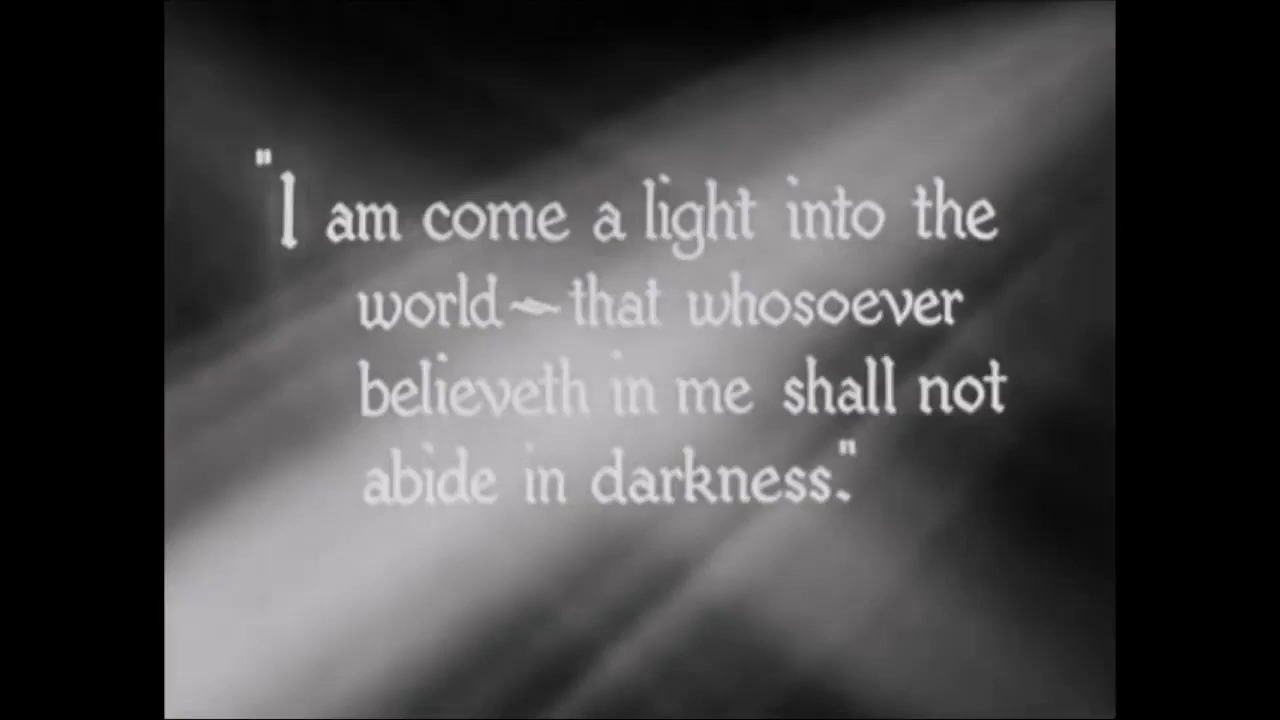 "I am come a light into the
world~that whosoever
believeth in me shall not
abide in darkness."